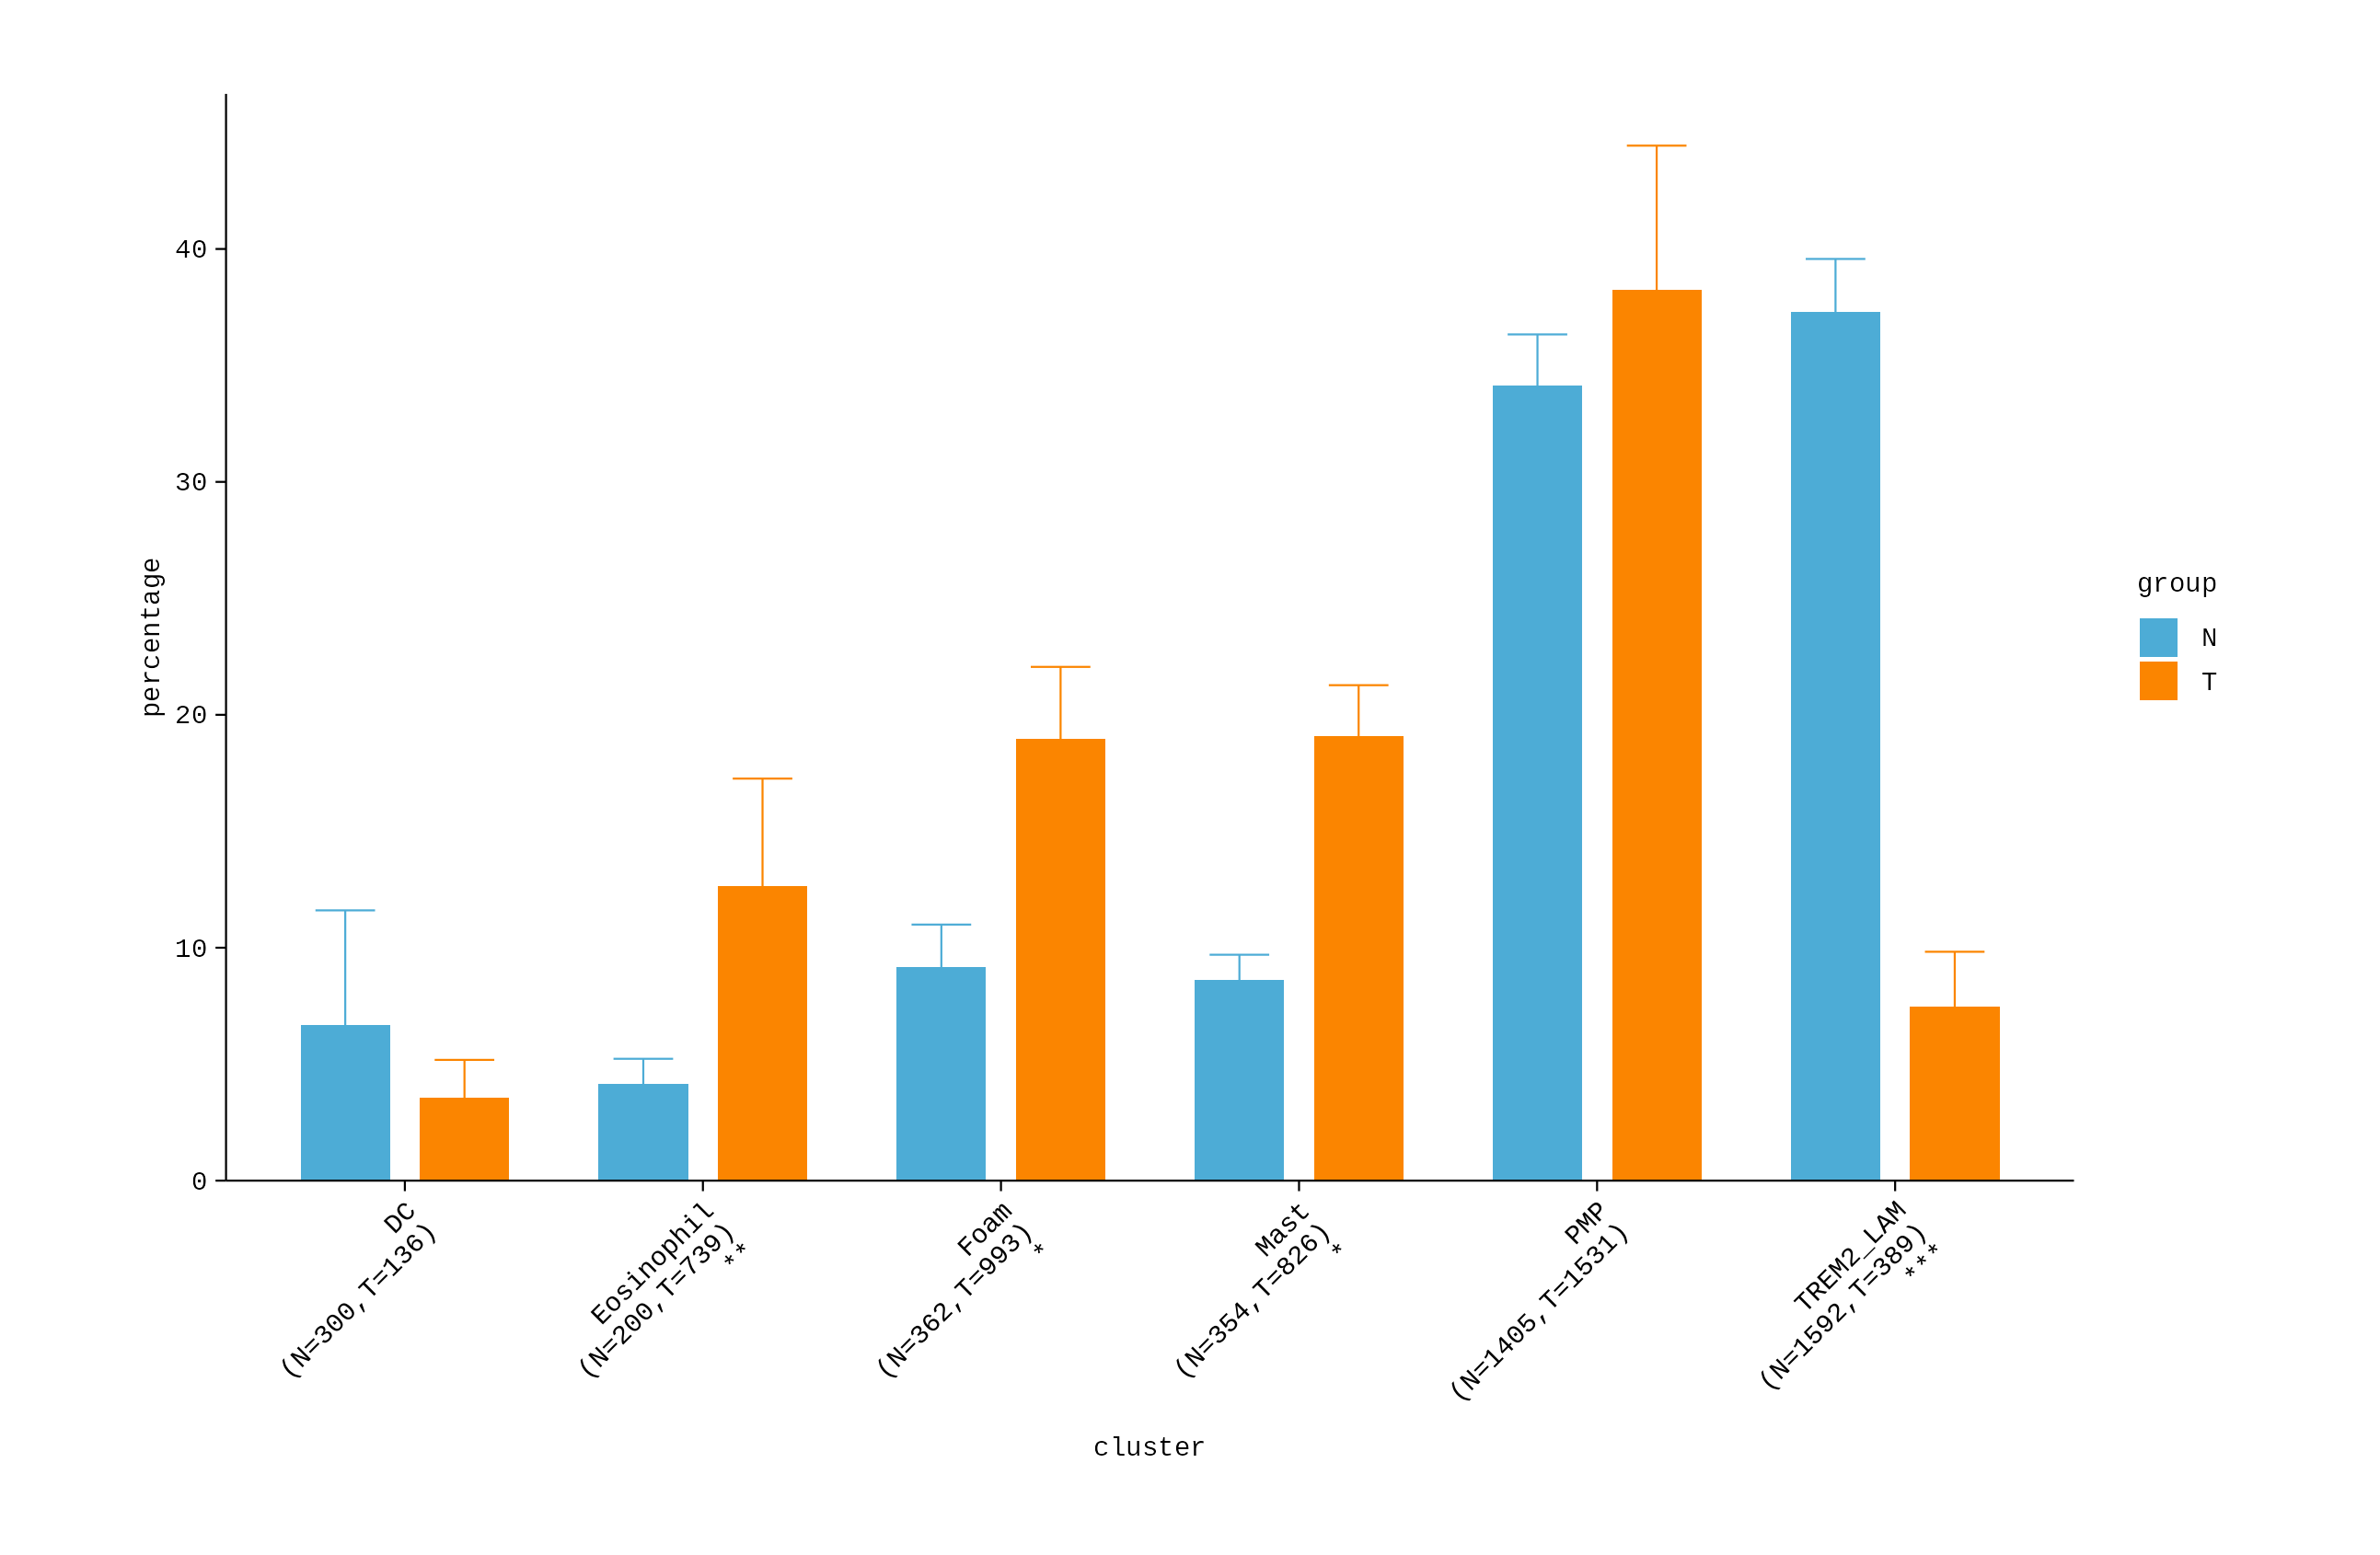 percentage
40
30
20
10
0
DC
(N=300,T=136)
Eosinophil
(N=200,T=739)
**
Foam
(N=362,T=993)
*
Mast
(N=354,T=826)
*
PMP
(N=1405,T=1531)
TREM2_LAM
(N=1592,T=389)
***
cluster
group
N
T